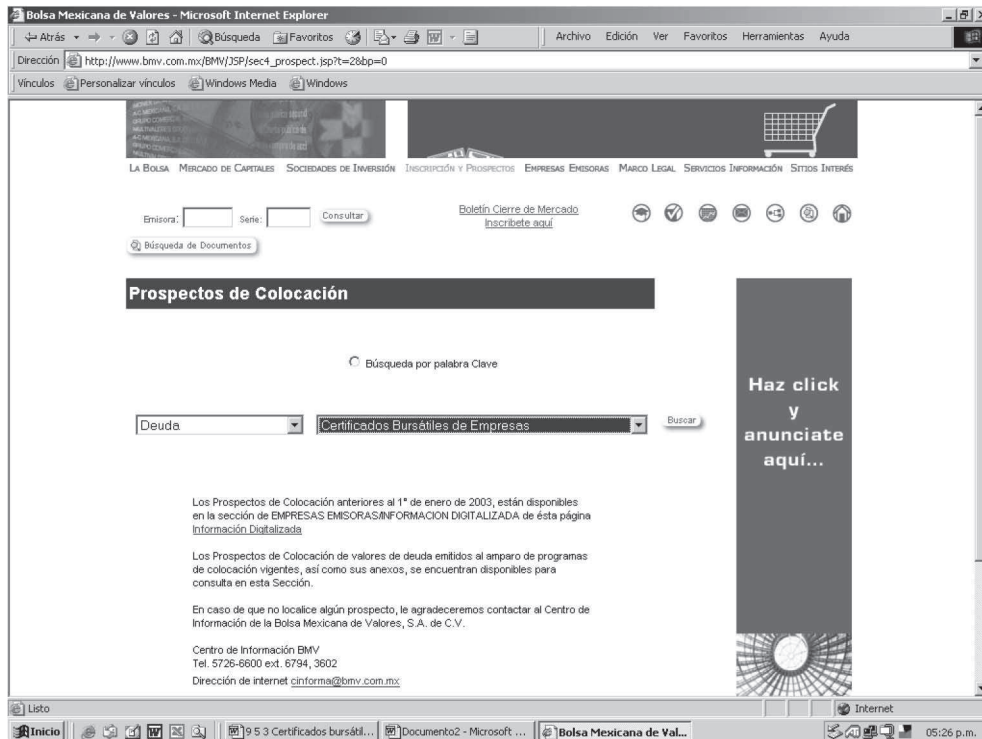 Bolsa Mexicana de Valores - Microsoft Internet Explorer
Atrás Búsqueda Favoritos Archivo Edición Ver Favoritos Herramientas Ayuda
Dirección http://www.bmv.com.mx/BMV/JSP/sec4_prospect.jsp?t=2&bp=0
Vínculos Personalizar vínculos Windows Media Windows
LA BOLSA MERCADO DE CAPITALES SOCIEDADES DE INVERSIÓN INSCRIPCIÓN Y PROSPECTOS EMPRESAS EMISORAS MARCO LEGAL SERVICIOS INFORMACIÓN SITIOS INTERÉS
Emisora: Serie: Consultar
Boletín Cierre de Mercado
Inscribete aquí
Búsqueda de Documentos
Prospectos de Colocación
Búsqueda por palabra Clave
Deuda Certificados Bursátiles de Empresas Buscar
Haz click
y
anunciate
aquí...
Los Prospectos de Colocación anteriores al 1° de enero de 2003, están disponibles
en la sección de EMPRESAS EMISORAS/INFORMACION DIGITALIZADA de ésta página
Información Digitalizada
Los Prospectos de Colocación de valores de deuda emitidos al amparo de programas
de colocación vigentes, así como sus anexos, se encuentran disponibles para
consulta en esta Sección.
En caso de que no localice algún prospecto, le agradeceremos contactar al Centro de
Información de la Bolsa Mexicana de Valores, S.A. de C.V.
Centro de Información BMV
Tel. 5726-6600 ext. 6794, 3602
Dirección de internet cinforma@bmv.com.mx
Listo Internet
Inicio 9 5 3 Certificados bursátil... Documento2 - Microsoft ... Bolsa Mexicana de Val... 05:26 p.m.